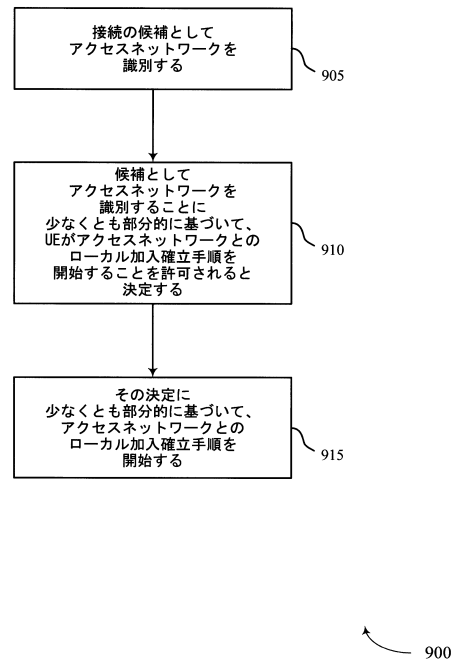 接続の候補として
アクセスネットワークを
識別する
905
候補として
アクセスネットワークを
識別することに
少なくとも部分的に基づいて、
UEがアクセスネットワークとの
ローカル加入確立手順を
開始することを許可されると
決定する
910
その決定に
少なくとも部分的に基づいて、
アクセスネットワークとの
ローカル加入確立手順を
開始する
915
900